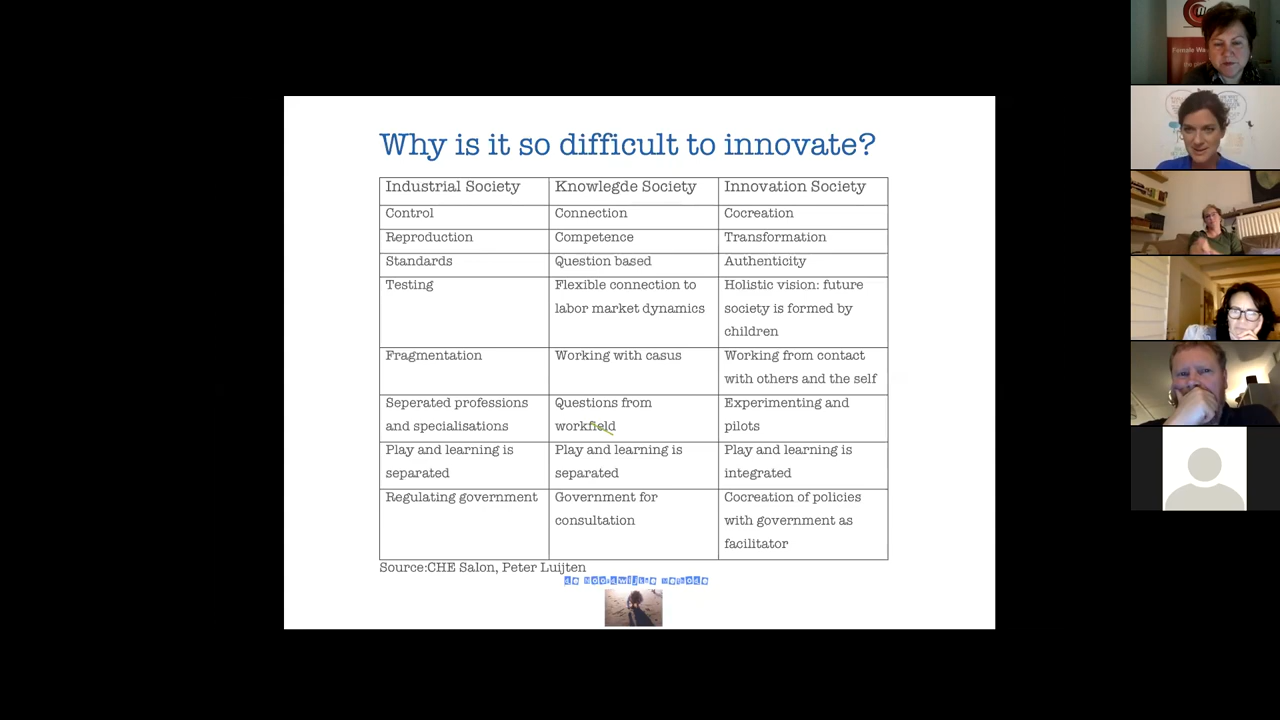 Why is it so difficult to innovate?
Industrial Society
Knowlegde Society
Innovation Society
Control
Connection
Cocreation
Reproduction
Competence
Transformation
Standards
Question based
Authenticity
Testing
Flexible connection to
labor market dynamics
Holistic vision: future
society is formed by
children
Fragmentation
Working with casus
Working from contact
with others and the self
Seperated professions
and specialisations
Questions from
workfield
Experimenting and
pilots
Play and learning is
separated
Play and learning is
separated
Play and learning is
integrated
Regulating government
Government for
consultation
Cocreation of policies
with government as
facilitator
Source:CHE Salon, Peter Luijten
de Noordwijkse Methode